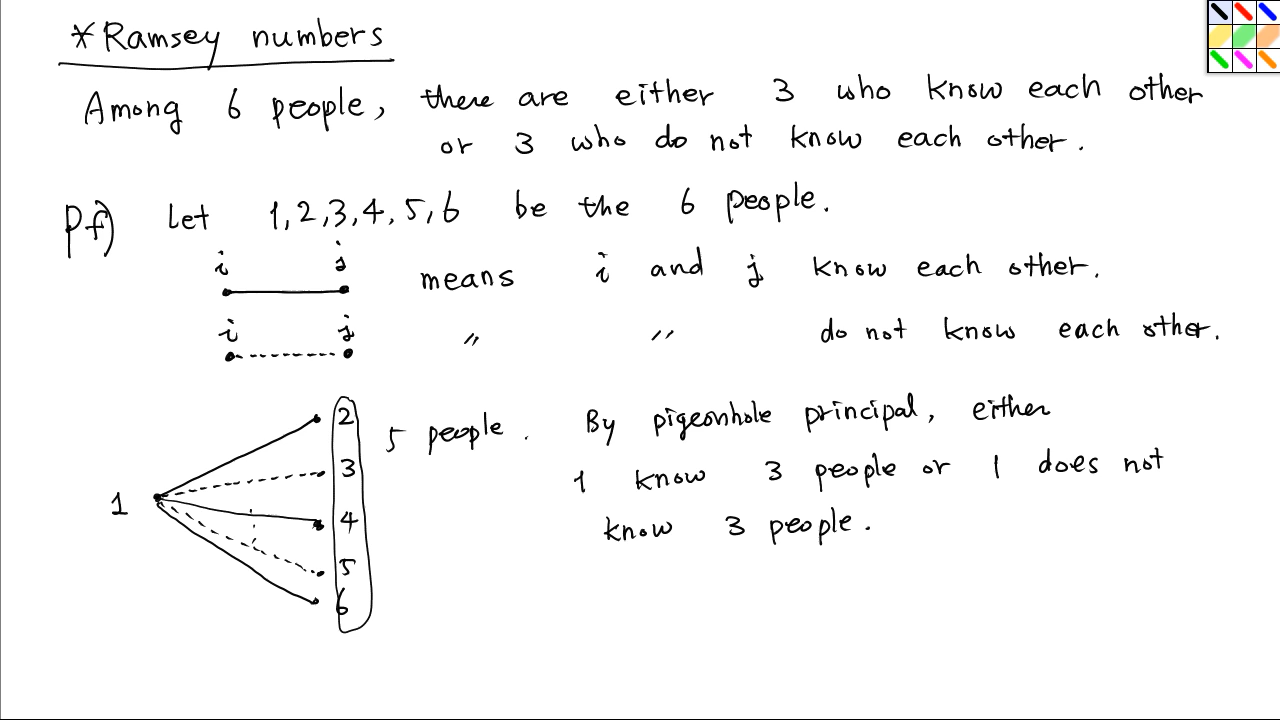 *Ramsey numbers
Among 6 people, there are either 3 who know each other
or 3 who do not know each other.
Pf) Let 1,2,3,4,5,6 be the 6 people.
i j means i and j know each other.
i j " " do not know each other.
2 5 people. By pigeonhole principal, either
3 1 know 3 people or 1 does not
1 4 know 3 people.
5
6